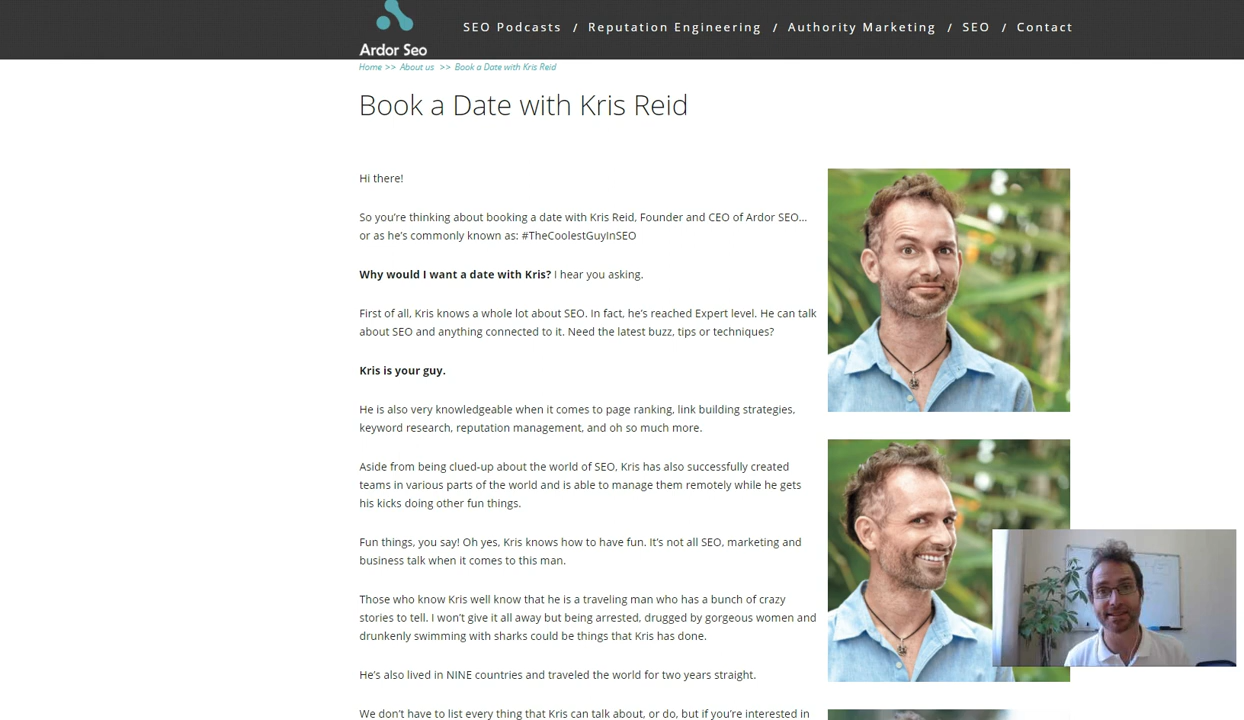 Ardor Seo
SEO Podcasts / Reputation Engineering / Authority Marketing / SEO / Contact
Home >> About us >> Book a Date with Kris Reid
Book a Date with Kris Reid
Hi there!
So you're thinking about booking a date with Kris Reid, Founder and CEO of Ardor SEO…
or as he's commonly known as: #TheCoolestGuyInSEO
Why would I want a date with Kris? I hear you asking.
First of all, Kris knows a whole lot about SEO. In fact, he's reached Expert level. He can talk
about SEO and anything connected to it. Need the latest buzz, tips or techniques?
Kris is your guy.
He is also very knowledgeable when it comes to page ranking, link building strategies,
keyword research, reputation management, and oh so much more.
Aside from being clued-up about the world of SEO, Kris has also successfully created
teams in various parts of the world and is able to manage them remotely while he gets
his kicks doing other fun things.
Fun things, you say! Oh yes, Kris knows how to have fun. It's not all SEO, marketing and
business talk when it comes to this man.
Those who know Kris well know that he is a traveling man who has a bunch of crazy
stories to tell. I won't give it all away but being arrested, drugged by gorgeous women and
drunkenly swimming with sharks could be things that Kris has done.
He's also lived in NINE countries and traveled the world for two years straight.
We don't have to list every thing that Kris can talk about, or do, but if you're interested in